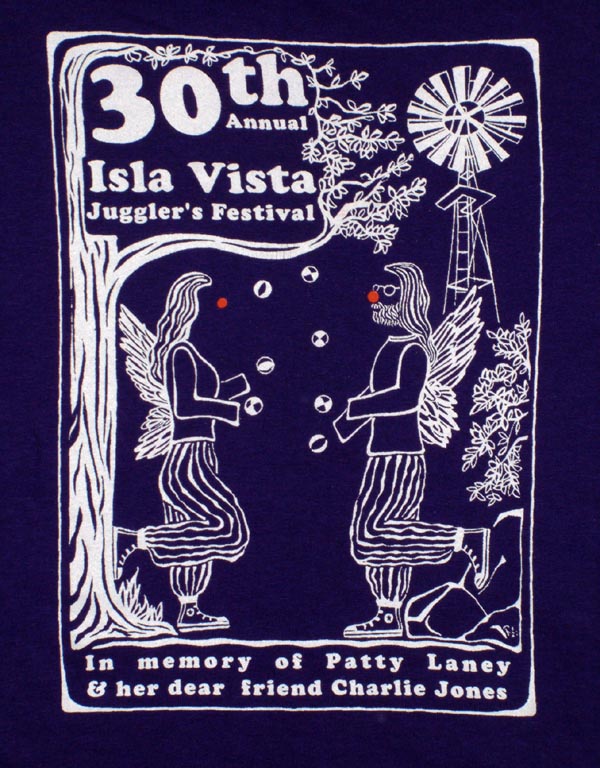 30th
Annual
Isla Vista
Juggler's Festival
In memory of Patty Laney
& her dear friend Charlie Jones